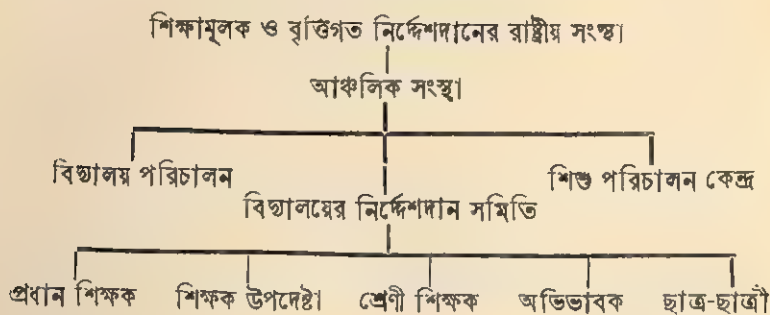 শিক্ষামূলক ও বৃত্তিগত নির্দ্দেশদানের রাষ্ট্রীয় সংস্থা
আঞ্চলিক সংস্থা
বিদ্যালয় পরিচালন
শিশু পরিচালন কেন্দ্র
বিদ্যালয়ের নির্দ্দেশদান সমিতি
প্রধান শিক্ষক শিক্ষক উপদেষ্টা শ্রেণী শিক্ষক অভিভাবক ছাত্র-ছাত্রী